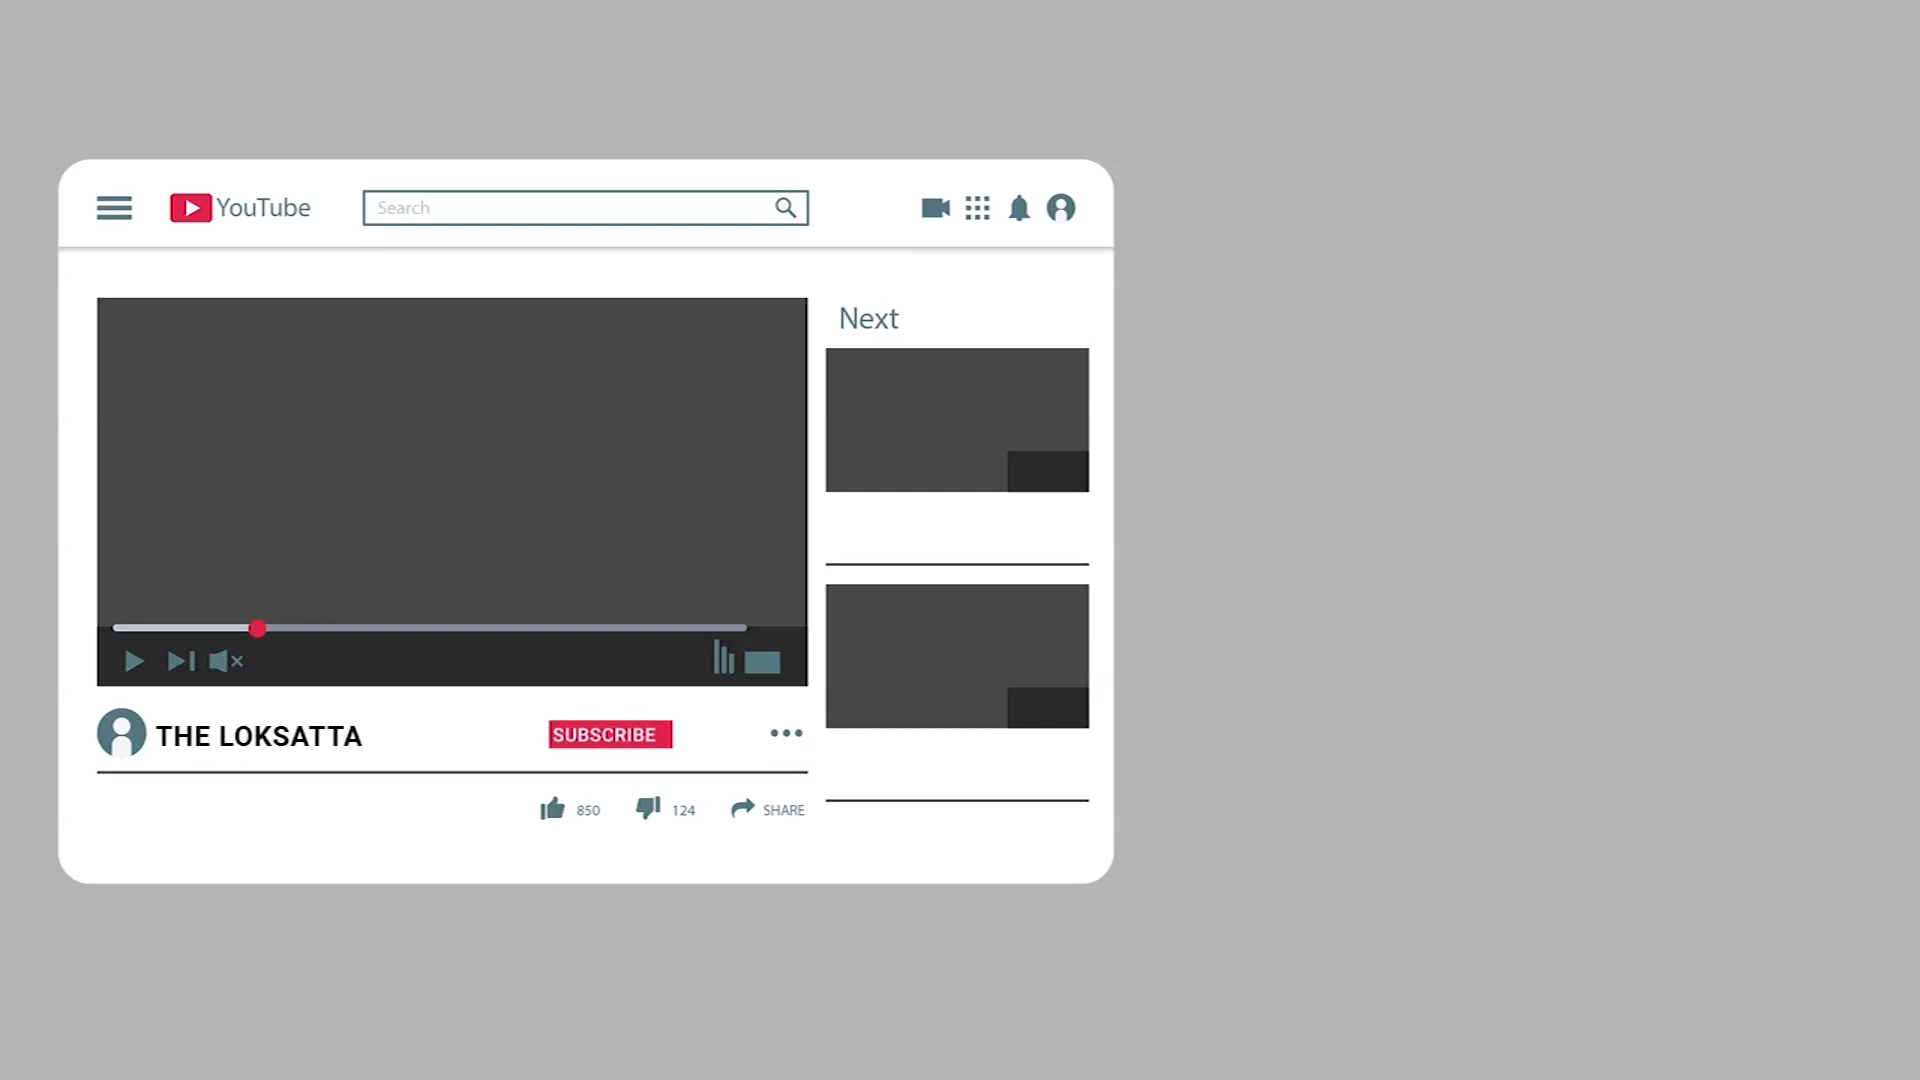 YouTube
Search
Next
THE LOKSATTA
SUBSCRIBE
850
124
SHARE